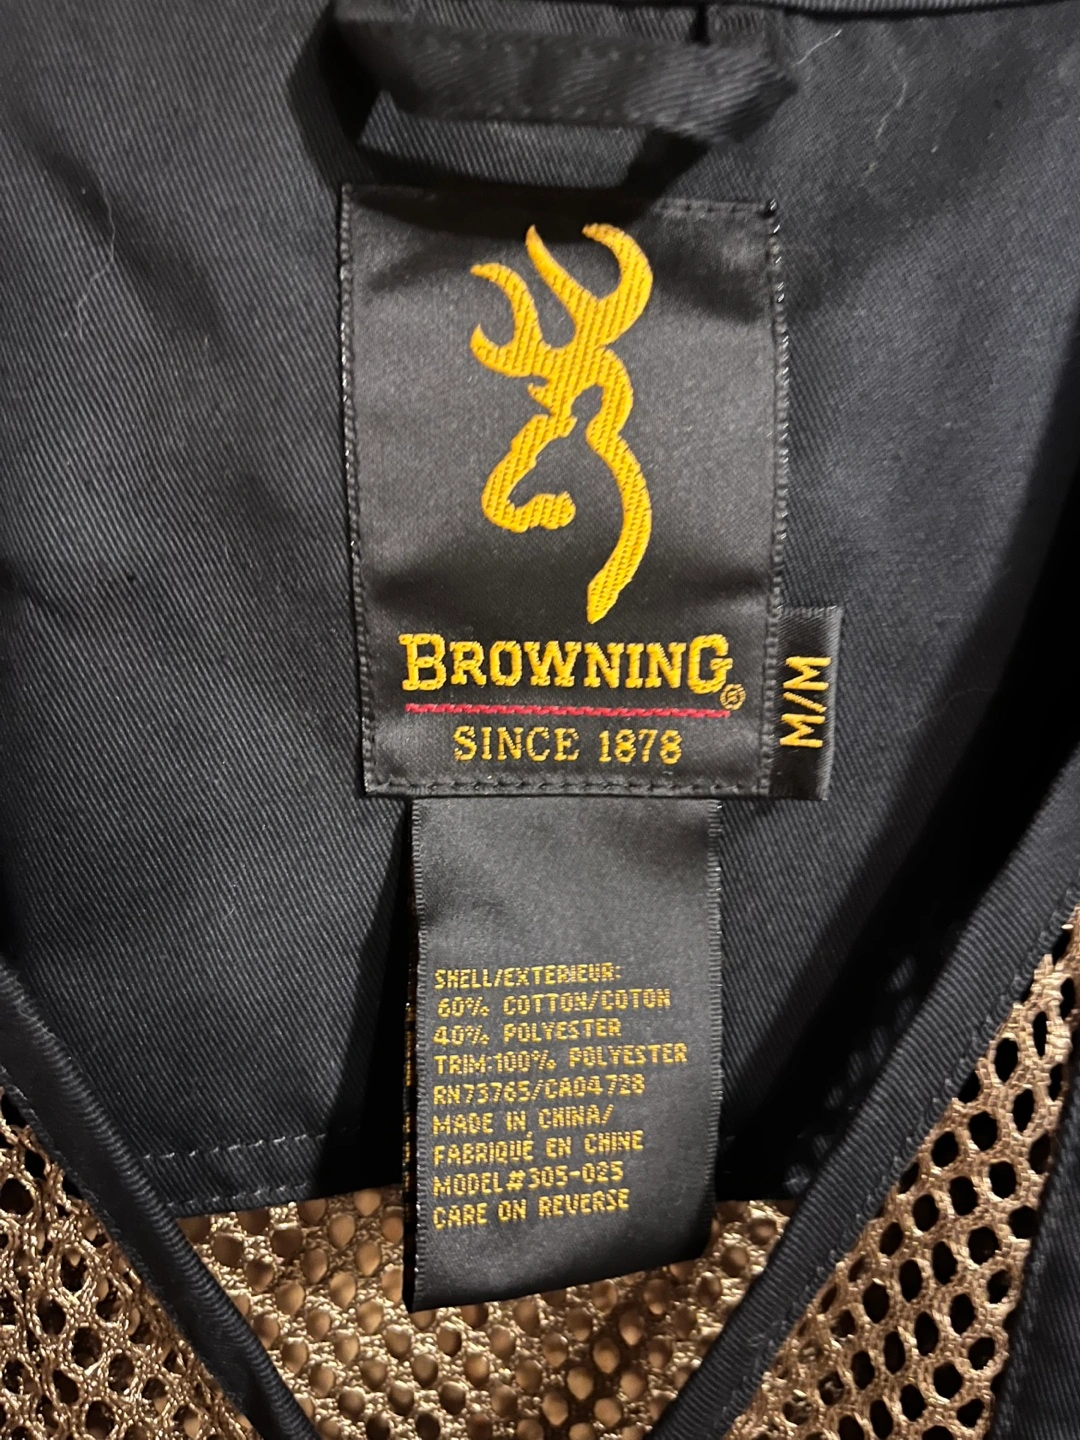 BROWNING®
SINCE 1878
M/M
SHELL/EXTERIEUR:
60% COTTON/COTON
40% POLYESTER
TRIM:100% POLYESTER
RN73765/CA04728
MADE IN CHINA/
FABRIQUÉ EN CHINE
MODEL#305-025
CARE ON REVERSE